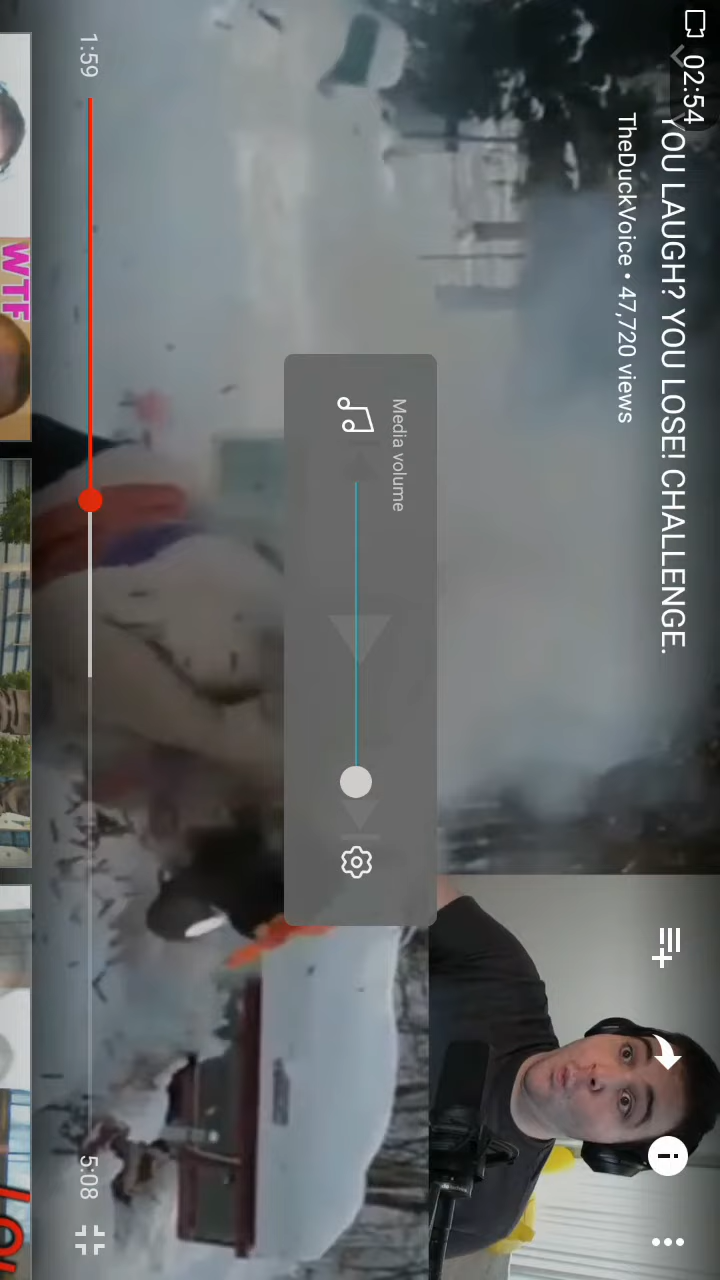 02:54
YOU LAUGH? YOU LOSE! CHALLENGE.
TheDuckVoice • 47,720 views
Media volume
1:59
5:08
WTF